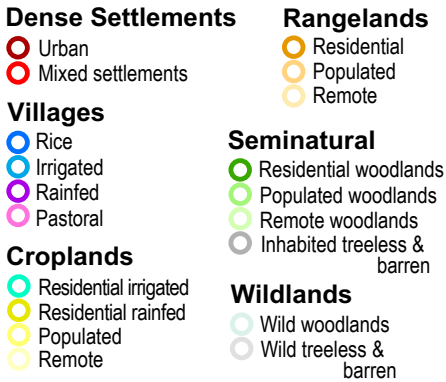 Dense Settlements
Urban
Mixed settlements
Villages
Rice
Irrigated
Rainfed
Pastoral
Croplands
Residential irrigated
Residential rainfed
Populated
Remote
Rangelands
Residential
Populated
Remote
Seminatural
Residential woodlands
Populated woodlands
Remote woodlands
Inhabited treeless &
barren
Wildlands
Wild woodlands
Wild treeless &
barren